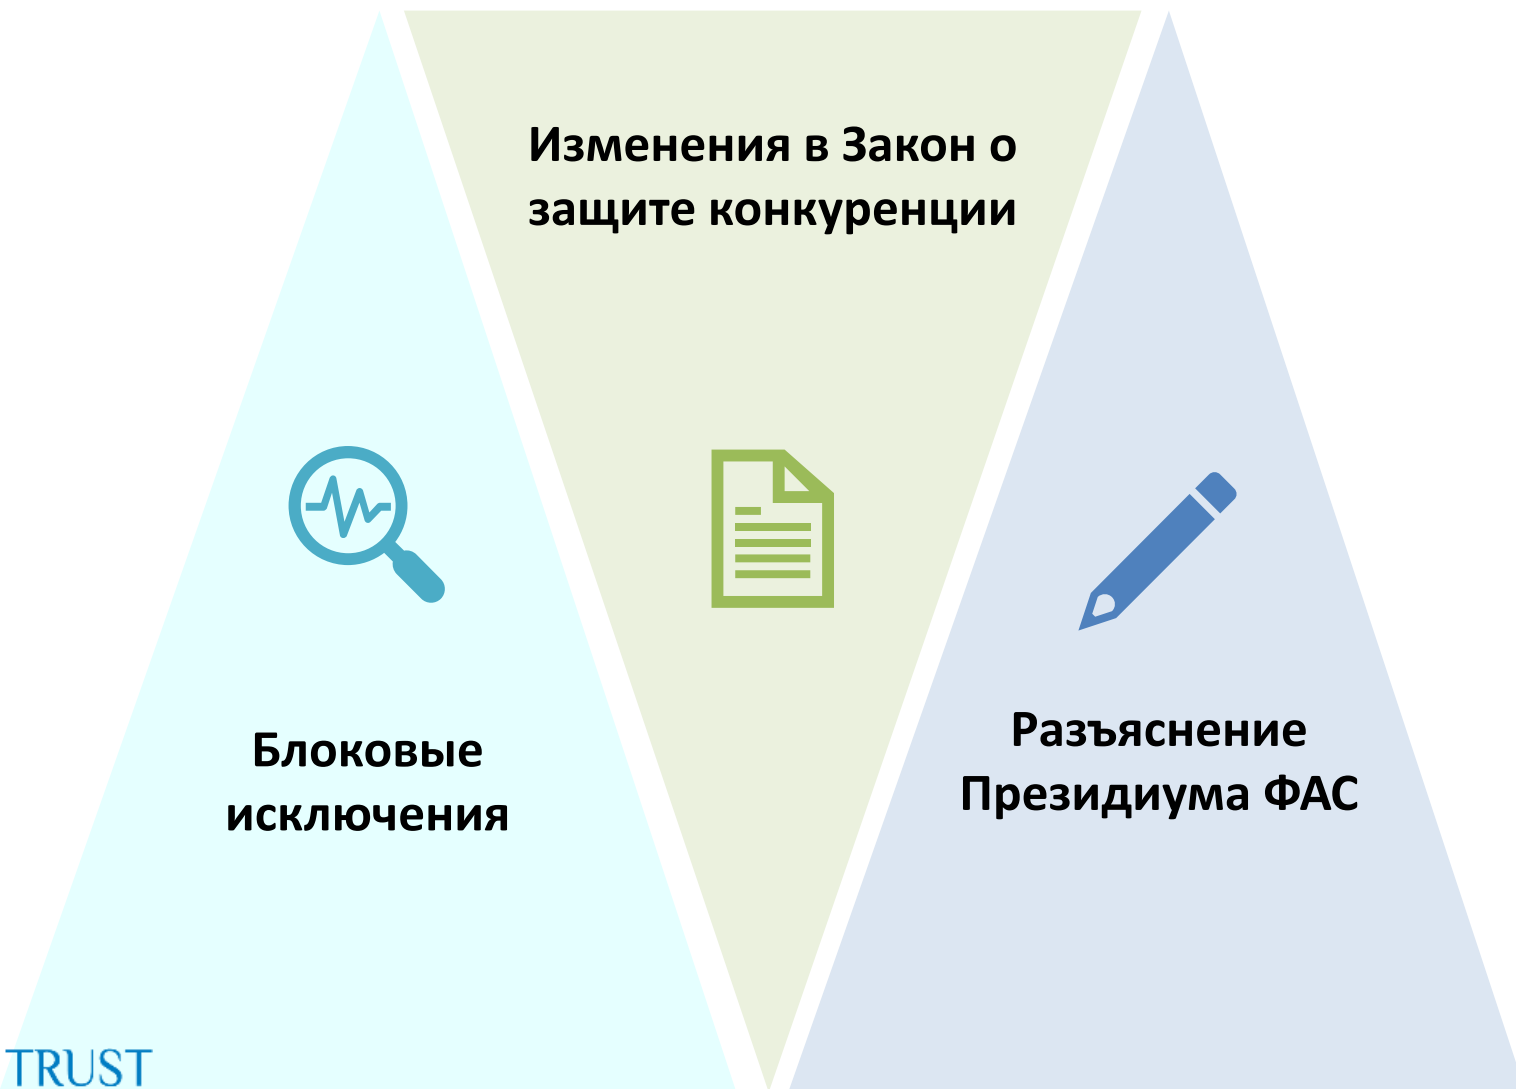 Изменения в Закон о
защите конкуренции
Блоковые
исключения
Разъяснение
Президиума ФАС
TRUST